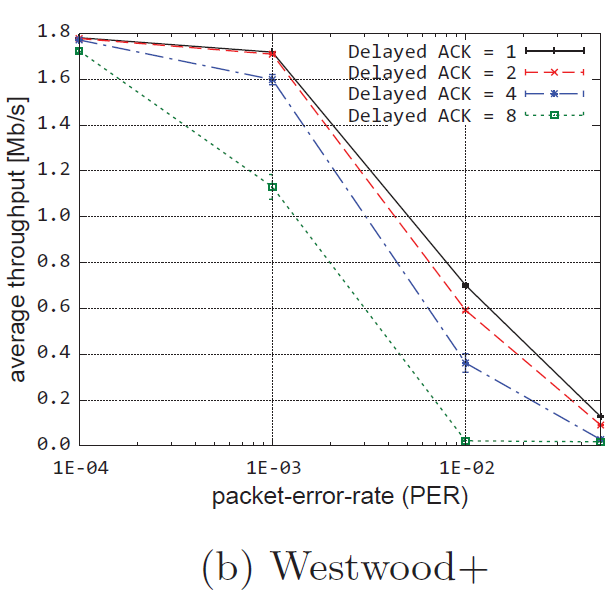 1.8
1.6
1.4
1.2
1.0
0.8
0.6
0.4
0.2
0.0
average throughput [Mb/s]
Delayed ACK = 1
Delayed ACK = 2
Delayed ACK = 4
Delayed ACK = 8
1E-04 1E-03 1E-02
packet-error-rate (PER)
(b) Westwood+